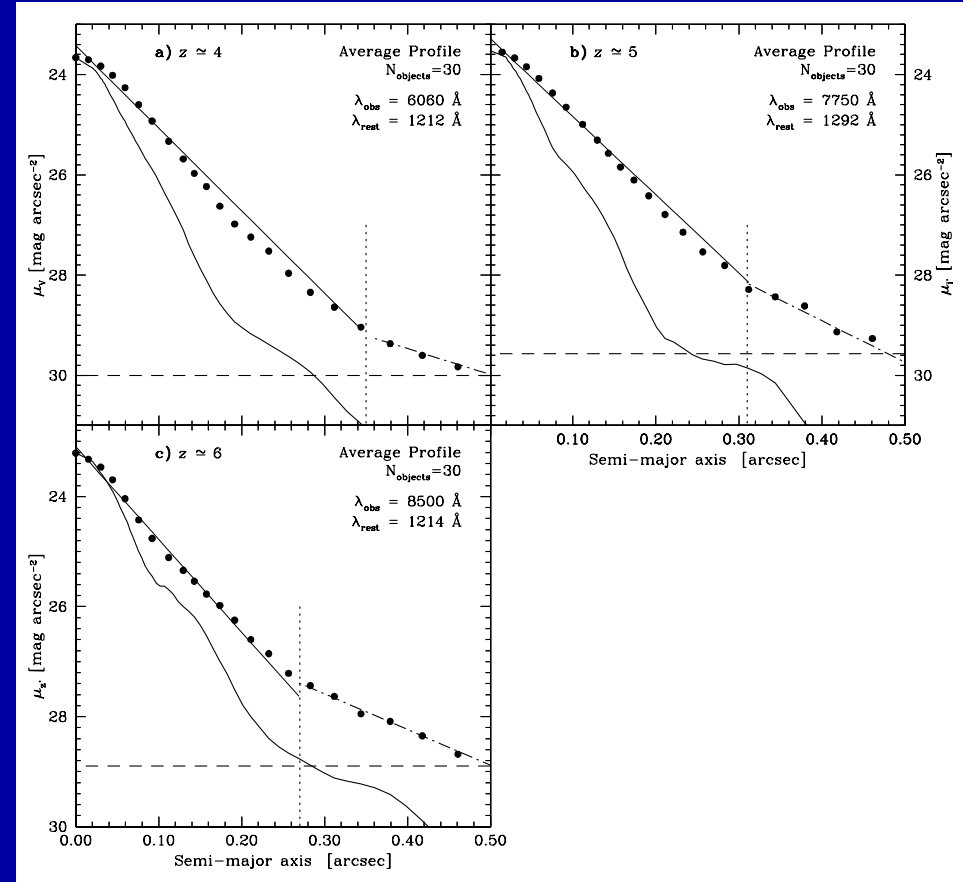 a) z ≃ 4
Average Profile
N_objects=30
λ_obs = 6060 Å
λ_rest = 1212 Å
24
26
28
30
μ_V [mag arcsec⁻²]
b) z ≃ 5
Average Profile
N_objects=30
λ_obs = 7750 Å
λ_rest = 1292 Å
24
26
28
30
μ_i' [mag arcsec⁻²]
0.10 0.20 0.30 0.40 0.50
Semi-major axis [arcsec]
c) z ≃ 6
Average Profile
N_objects=30
λ_obs = 8500 Å
λ_rest = 1214 Å
24
26
28
30
μ_z' [mag arcsec⁻²]
0.00 0.10 0.20 0.30 0.40 0.50
Semi-major axis [arcsec]